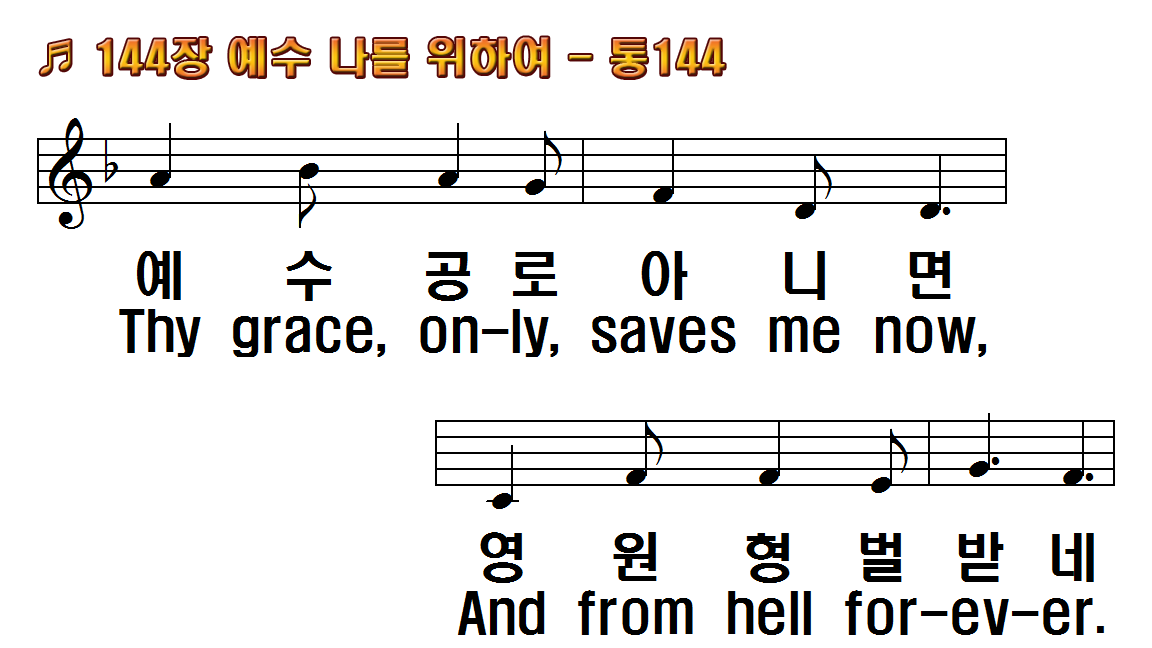 ♬ 144장 예수 나를 위하여 - 통144
예 수 공 로 아 니 면
Thy grace, on-ly, saves me now,
영 원 형 벌 받 네
And from hell for-ev-er.